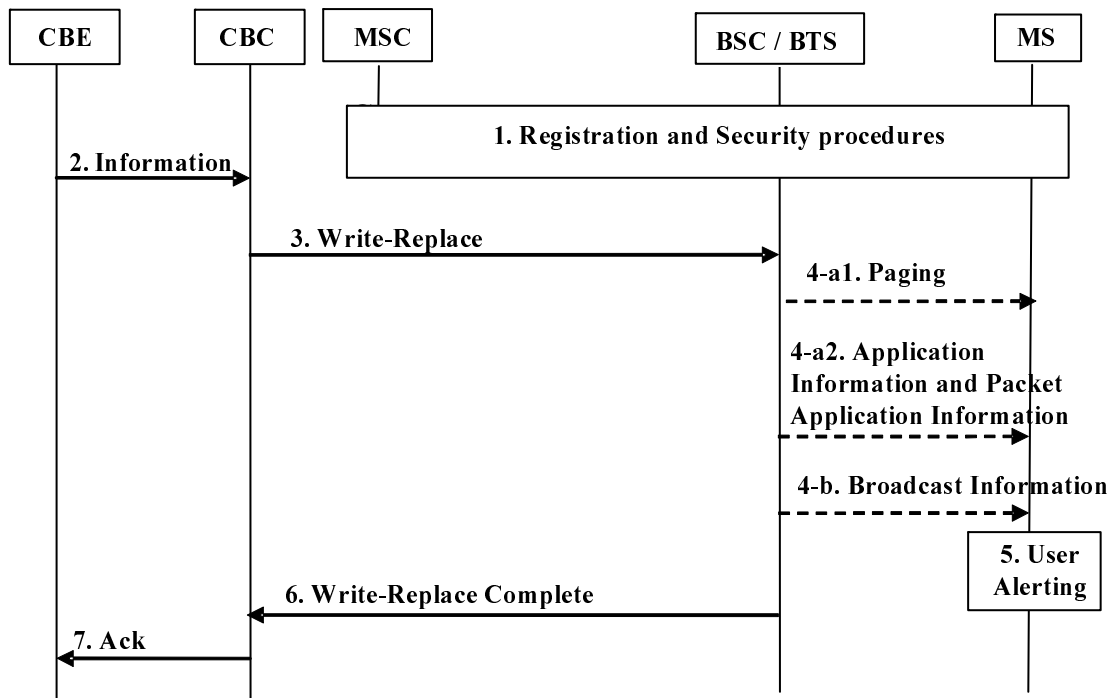 CBE
CBC
MSC
BSC / BTS
MS
1. Registration and Security procedures
2. Information
3. Write-Replace
4-a1. Paging
4-a2. Application
Information and Packet
Application Information
4-b. Broadcast Information
5. User
Alerting
6. Write-Replace Complete
7. Ack